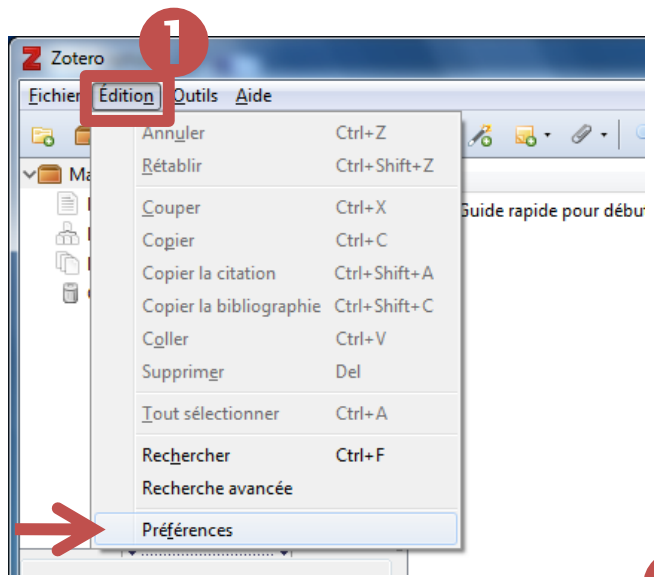 1
Z Zotero
Fichier Édition Outils Aide
Annuler Ctrl+Z
Rétablir Ctrl+Shift+Z
Couper Ctrl+X
Copier Ctrl+C
Copier la citation Ctrl+Shift+A
Copier la bibliographie Ctrl+Shift+C
Coller Ctrl+V
Supprimer Del
Tout sélectionner Ctrl+A
Rechercher Ctrl+F
Recherche avancée
Préférences
Ma
Guide rapide pour débu